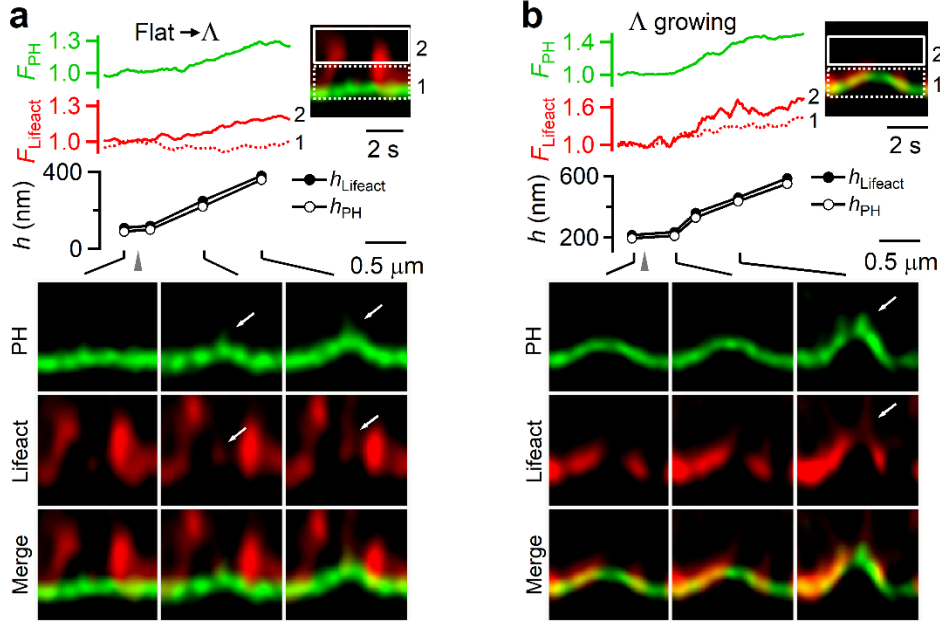 a
Flat → Λ
F_PH
1.3
1.0
2
1
F_Lifeact
1.3
1.0
2
1
2 s
h (nm)
400
0
h_Lifeact
h_PH
0.5 μm
PH
Lifeact
Merge
b
Λ growing
F_PH
1.4
1.0
2
1
F_Lifeact
1.6
1.0
2
1
2 s
h (nm)
600
200
h_Lifeact
h_PH
0.5 μm
PH
Lifeact
Merge